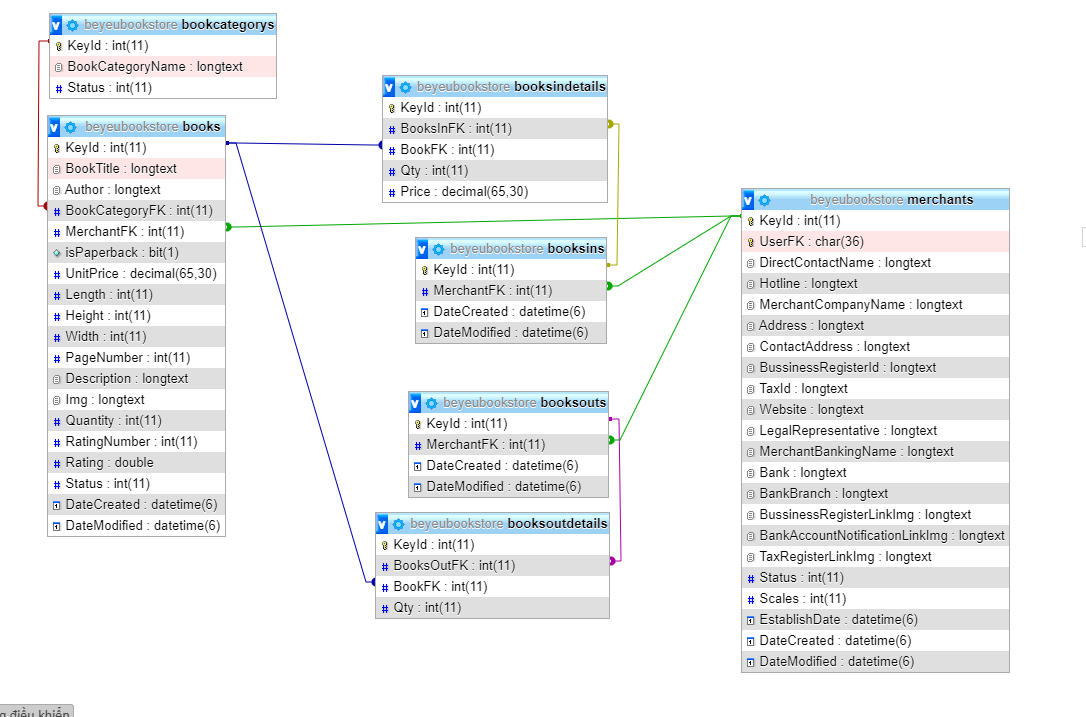 beyeubookstore bookcategorys
KeyId : int(11)
BookCategoryName : longtext
Status : int(11)
beyeubookstore books
KeyId : int(11)
BookTitle : longtext
Author : longtext
BookCategoryFK : int(11)
MerchantFK : int(11)
isPaperback : bit(1)
UnitPrice : decimal(65,30)
Length : int(11)
Height : int(11)
Width : int(11)
PageNumber : int(11)
Description : longtext
Img : longtext
Quantity : int(11)
RatingNumber : int(11)
Rating : double
Status : int(11)
DateCreated : datetime(6)
DateModified : datetime(6)
beyeubookstore booksindetails
KeyId : int(11)
BooksInFK : int(11)
BookFK : int(11)
Qty : int(11)
Price : decimal(65,30)
beyeubookstore booksins
KeyId : int(11)
MerchantFK : int(11)
DateCreated : datetime(6)
DateModified : datetime(6)
beyeubookstore booksouts
KeyId : int(11)
MerchantFK : int(11)
DateCreated : datetime(6)
DateModified : datetime(6)
beyeubookstore booksoutdetails
KeyId : int(11)
BooksOutFK : int(11)
BookFK : int(11)
Qty : int(11)
beyeubookstore merchants
KeyId : int(11)
UserFK : char(36)
DirectContactName : longtext
Hotline : longtext
MerchantCompanyName : longtext
Address : longtext
ContactAddress : longtext
BussinessRegisterId : longtext
TaxId : longtext
Website : longtext
LegalRepresentative : longtext
MerchantBankingName : longtext
Bank : longtext
BankBranch : longtext
BussinessRegisterLinkImg : longtext
BankAccountNotificationLinkImg : longtext
TaxRegisterLinkImg : longtext
Status : int(11)
Scales : int(11)
EstablishDate : datetime(6)
DateCreated : datetime(6)
DateModified : datetime(6)
điều khiển